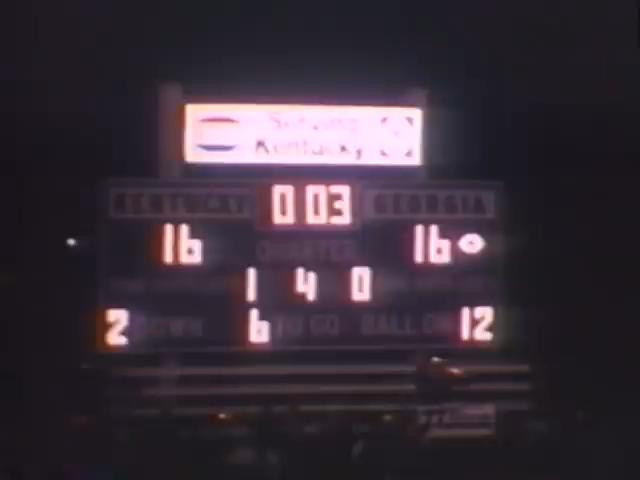 Serving
Kentucky
KENTUCKY 0 03 GEORGIA
16 QUARTER 16
1 4 0
2 DOWN 6 TO GO BALL ON 12